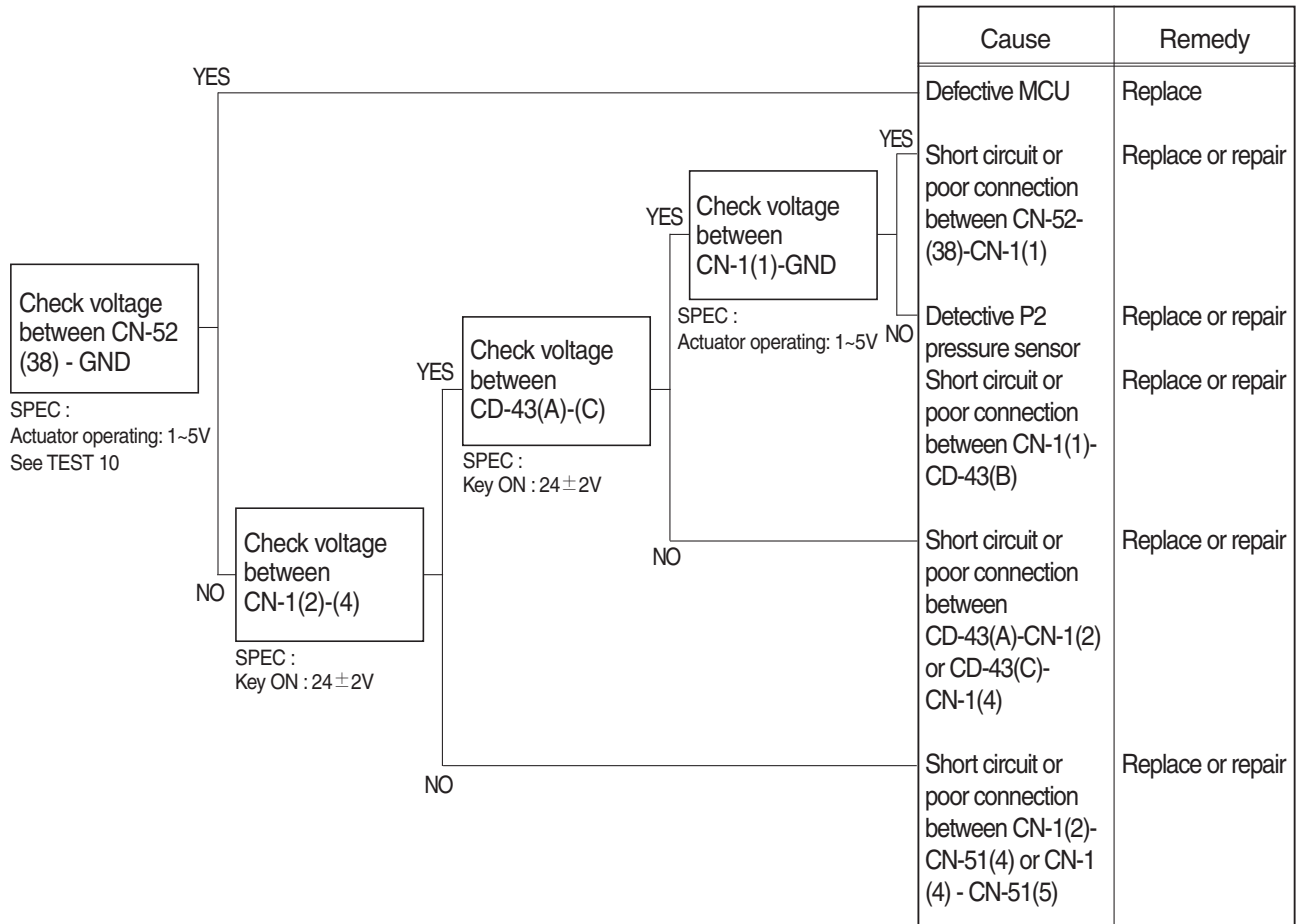 Cause
Remedy
YES
Defective MCU
Replace
YES
Short circuit or
poor connection
between CN-52-
(38)-CN-1(1)
Replace or repair
YES
Check voltage
between
CN-1(1)-GND
SPEC :
Actuator operating: 1~5V
NO
Detective P2
pressure sensor
Replace or repair
Short circuit or
poor connection
between CN-1(1)-
CD-43(B)
Replace or repair
Check voltage
between CN-52
(38) - GND
SPEC :
Actuator operating: 1~5V
See TEST 10
YES
Check voltage
between
CD-43(A)-(C)
SPEC :
Key ON : 24±2V
NO
Short circuit or
poor connection
between
CD-43(A)-CN-1(2)
or CD-43(C)-
CN-1(4)
Replace or repair
NO
Check voltage
between
CN-1(2)-(4)
SPEC :
Key ON : 24±2V
NO
Short circuit or
poor connection
between CN-1(2)-
CN-51(4) or CN-1
(4) - CN-51(5)
Replace or repair